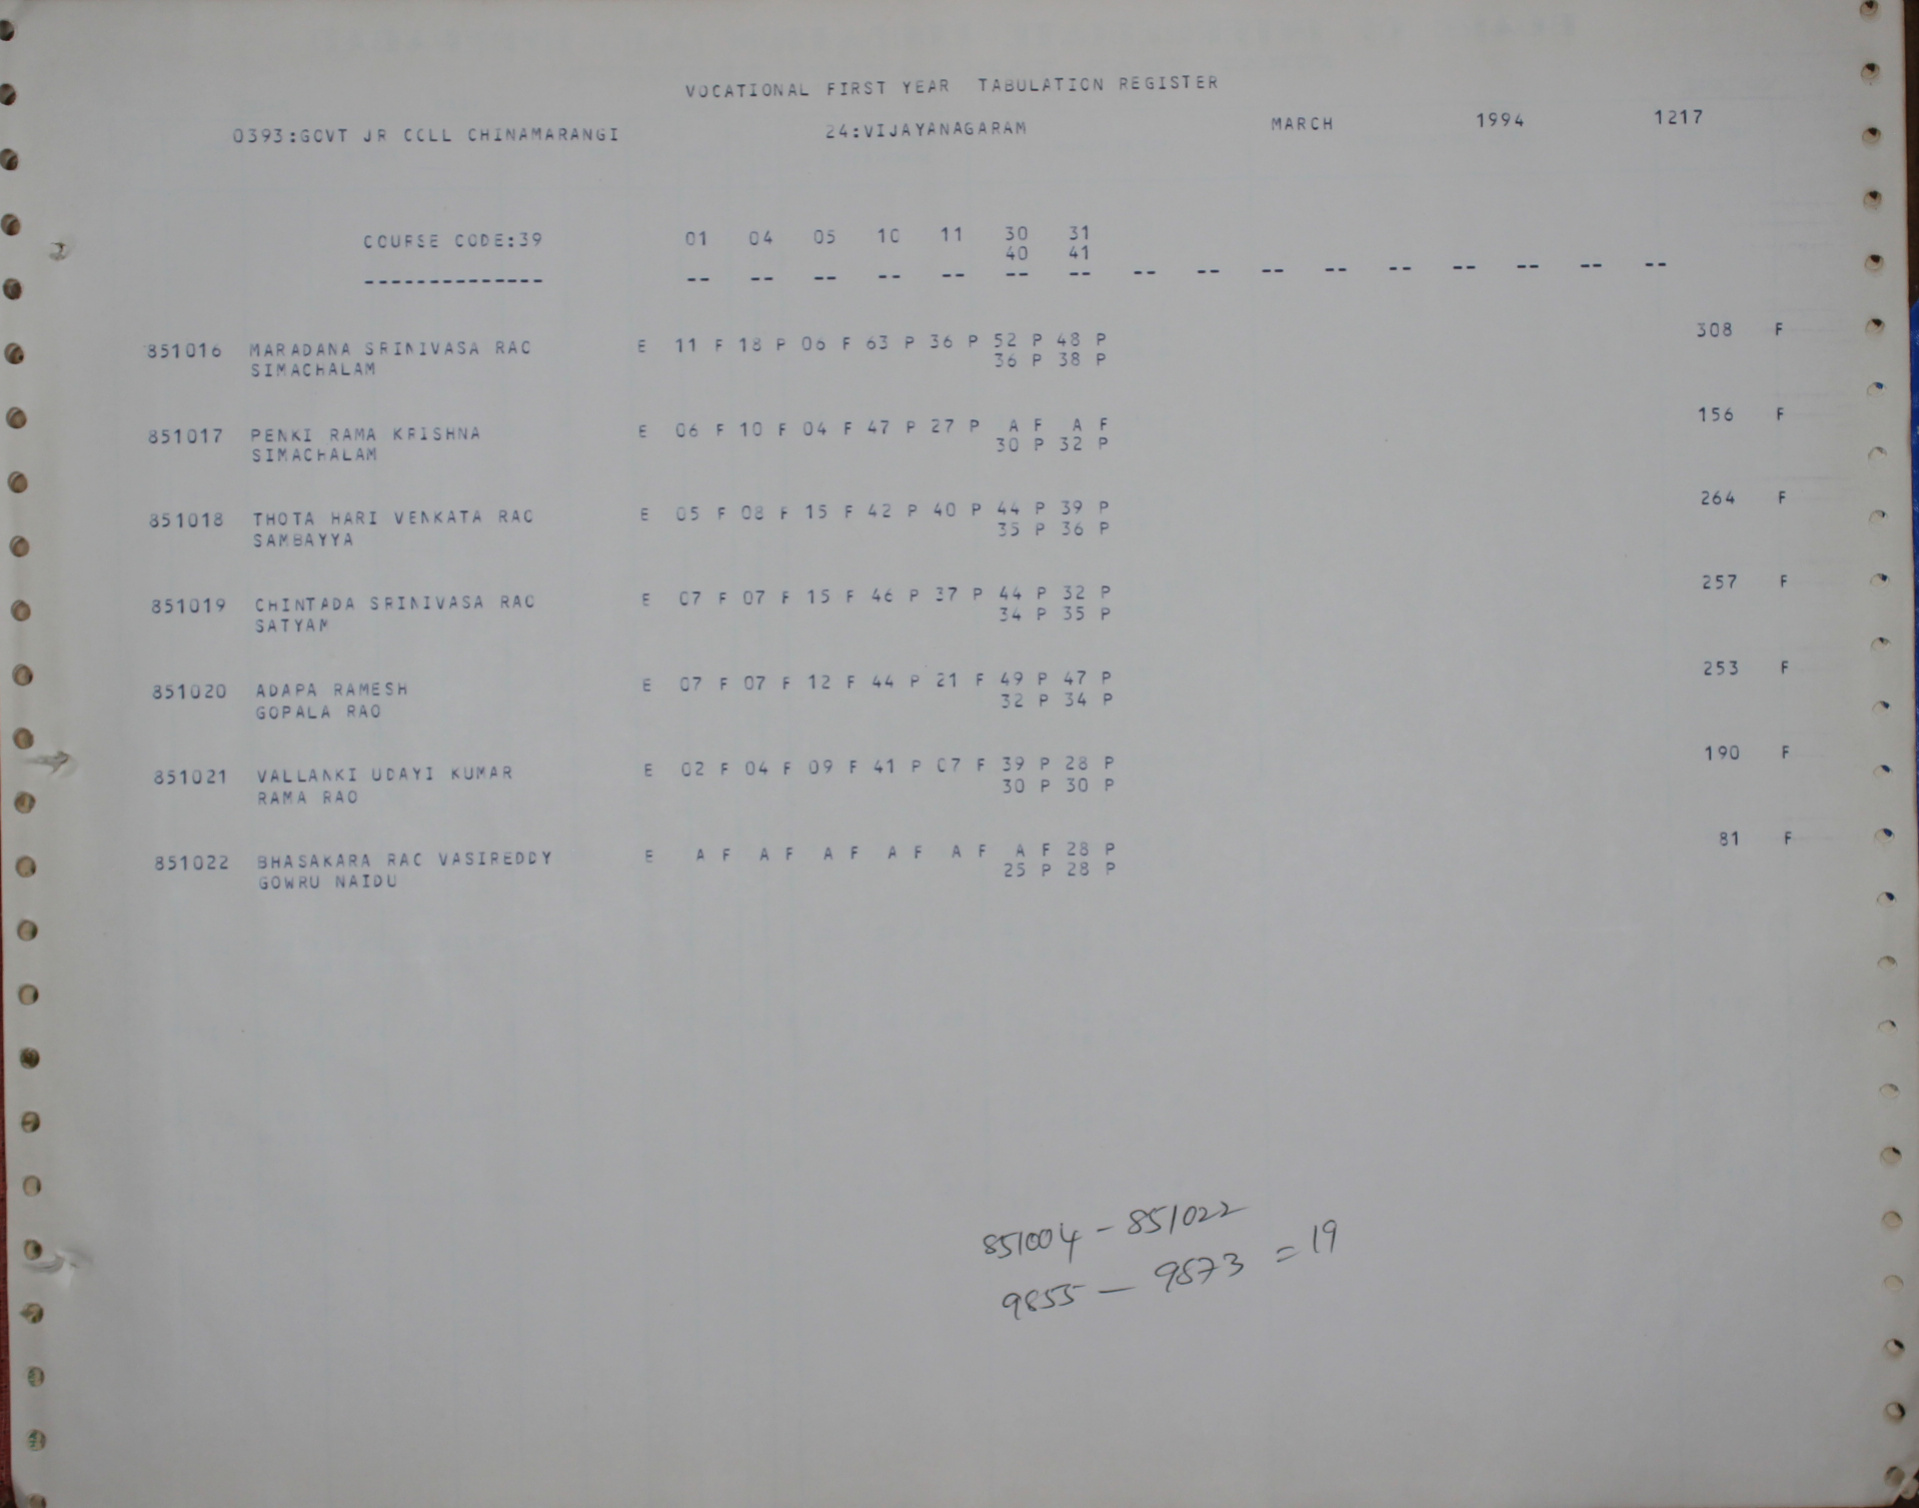 VOCATIONAL FIRST YEAR TABULATION REGISTER
0393:GOVT JR COLL CHINAMARANGI 24:VIJAYANAGARAM MARCH 1994 1217
COURSE CODE:39 01 04 05 10 11 30 31
40 41
-------------- -- -- -- -- -- -- -- -- -- -- -- -- -- -- -- --
851016 MARADANA SRINIVASA RAO E 11 F 18 P 06 F 63 P 36 P 52 P 48 P 308 F
SIMACHALAM 36 P 38 P
851017 PENKI RAMA KRISHNA E 06 F 10 F 04 F 47 P 27 P A F A F 156 F
SIMACHALAM 30 P 32 P
851018 THOTA HARI VENKATA RAO E 05 F 08 F 15 F 42 P 40 P 44 P 39 P 264 F
SAMBAYYA 35 P 36 P
851019 CHINTADA SRINIVASA RAO E 07 F 07 F 15 F 46 P 37 P 44 P 32 P 257 F
SATYAM 34 P 35 P
851020 ADAPA RAMESH E 07 F 07 F 12 F 44 P 21 F 49 P 47 P 253 F
GOPALA RAO 32 P 34 P
851021 VALLANKI UDAYI KUMAR E 02 F 04 F 09 F 41 P 07 F 39 P 28 P 190 F
RAMA RAO 30 P 30 P
851022 BHASAKARA RAO VASIREDDY E A F A F A F A F A F A F 28 P 81 F
GOWRU NAIDU 25 P 28 P
851004 - 851022
9855 — 9873 = 19